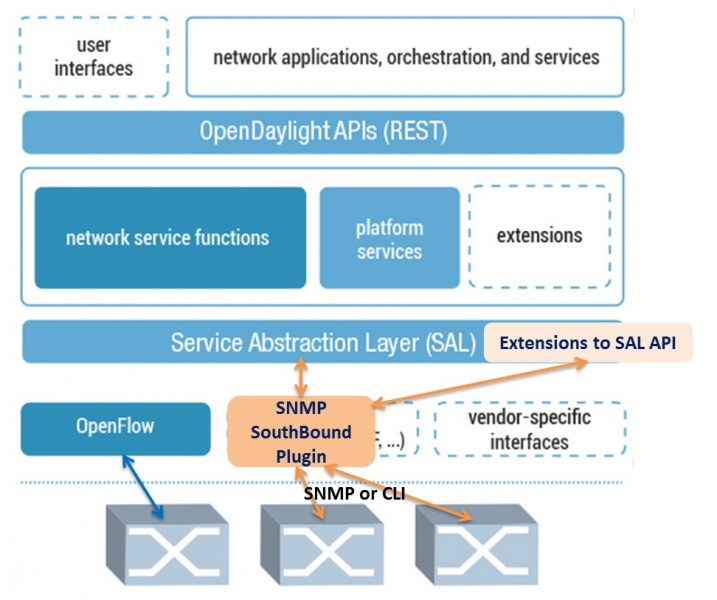 user
interfaces
network applications, orchestration, and services
OpenDaylight APIs (REST)
network service functions
platform
services
extensions
Service Abstraction Layer (SAL)
Extensions to SAL API
OpenFlow
SNMP
SouthBound
Plugin
, ...)
vendor-specific
interfaces
SNMP or CLI